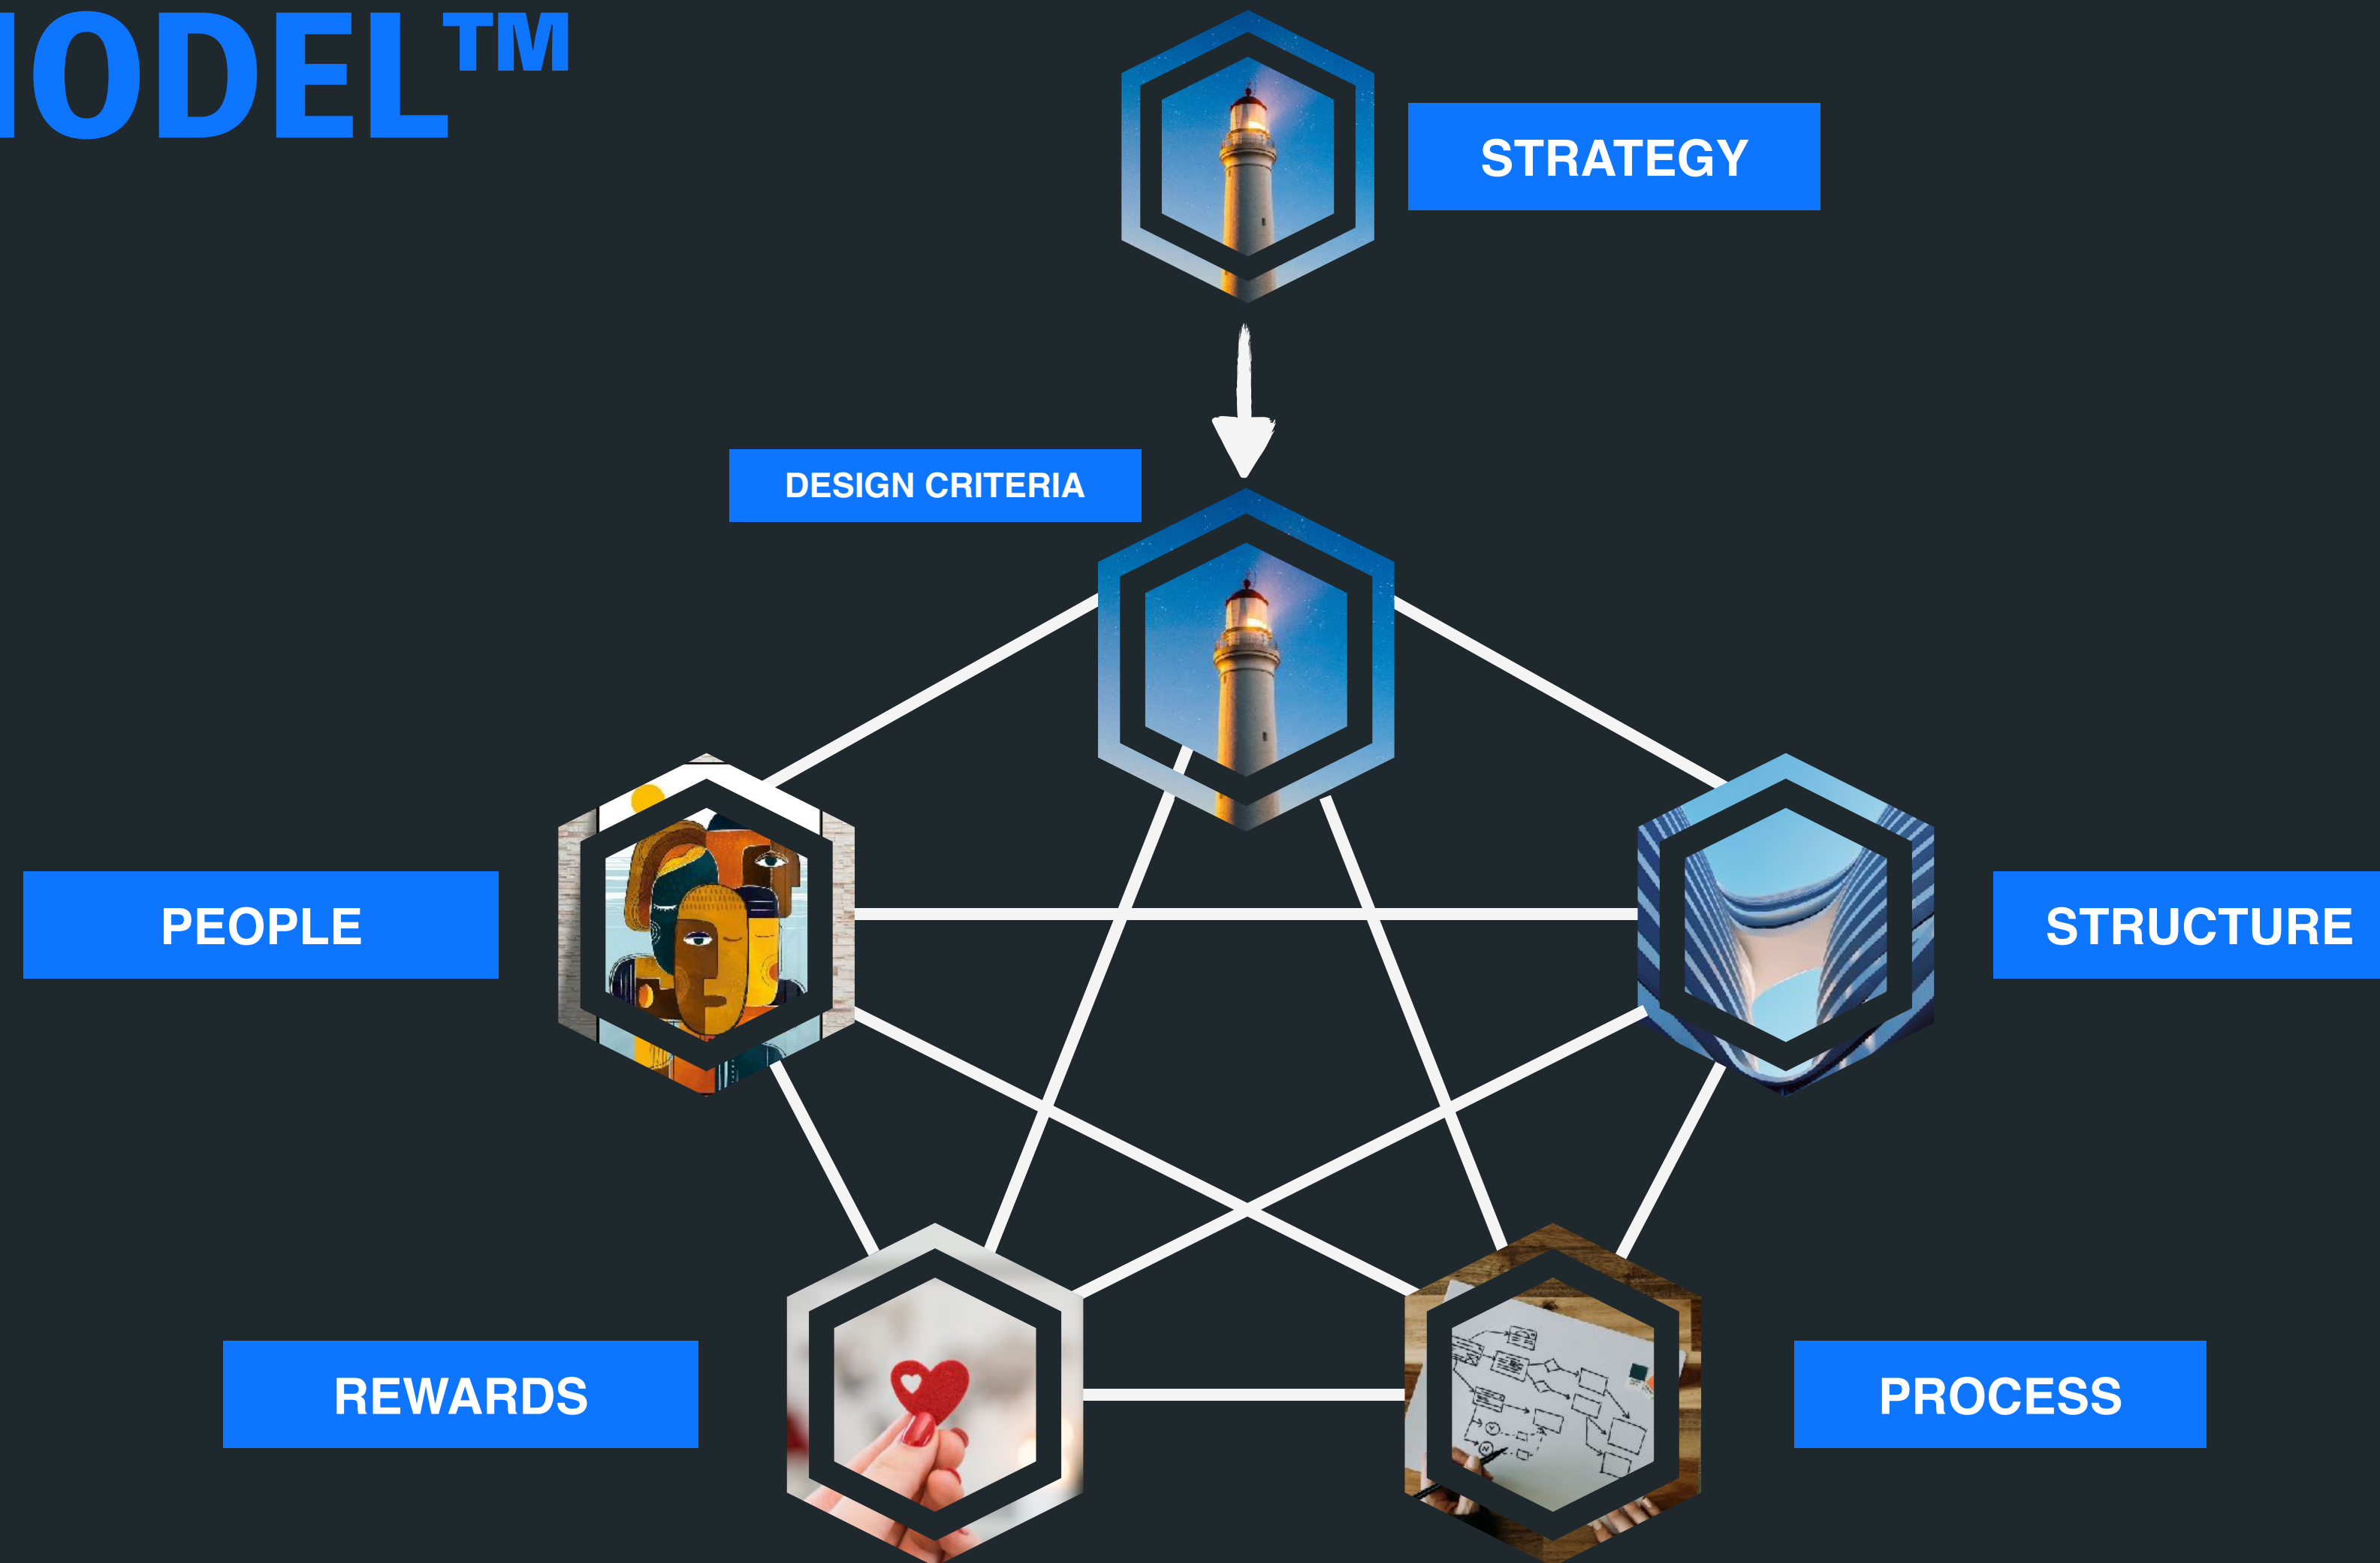 ODEL™
STRATEGY
DESIGN CRITERIA
PEOPLE
STRUCTURE
REWARDS
PROCESS